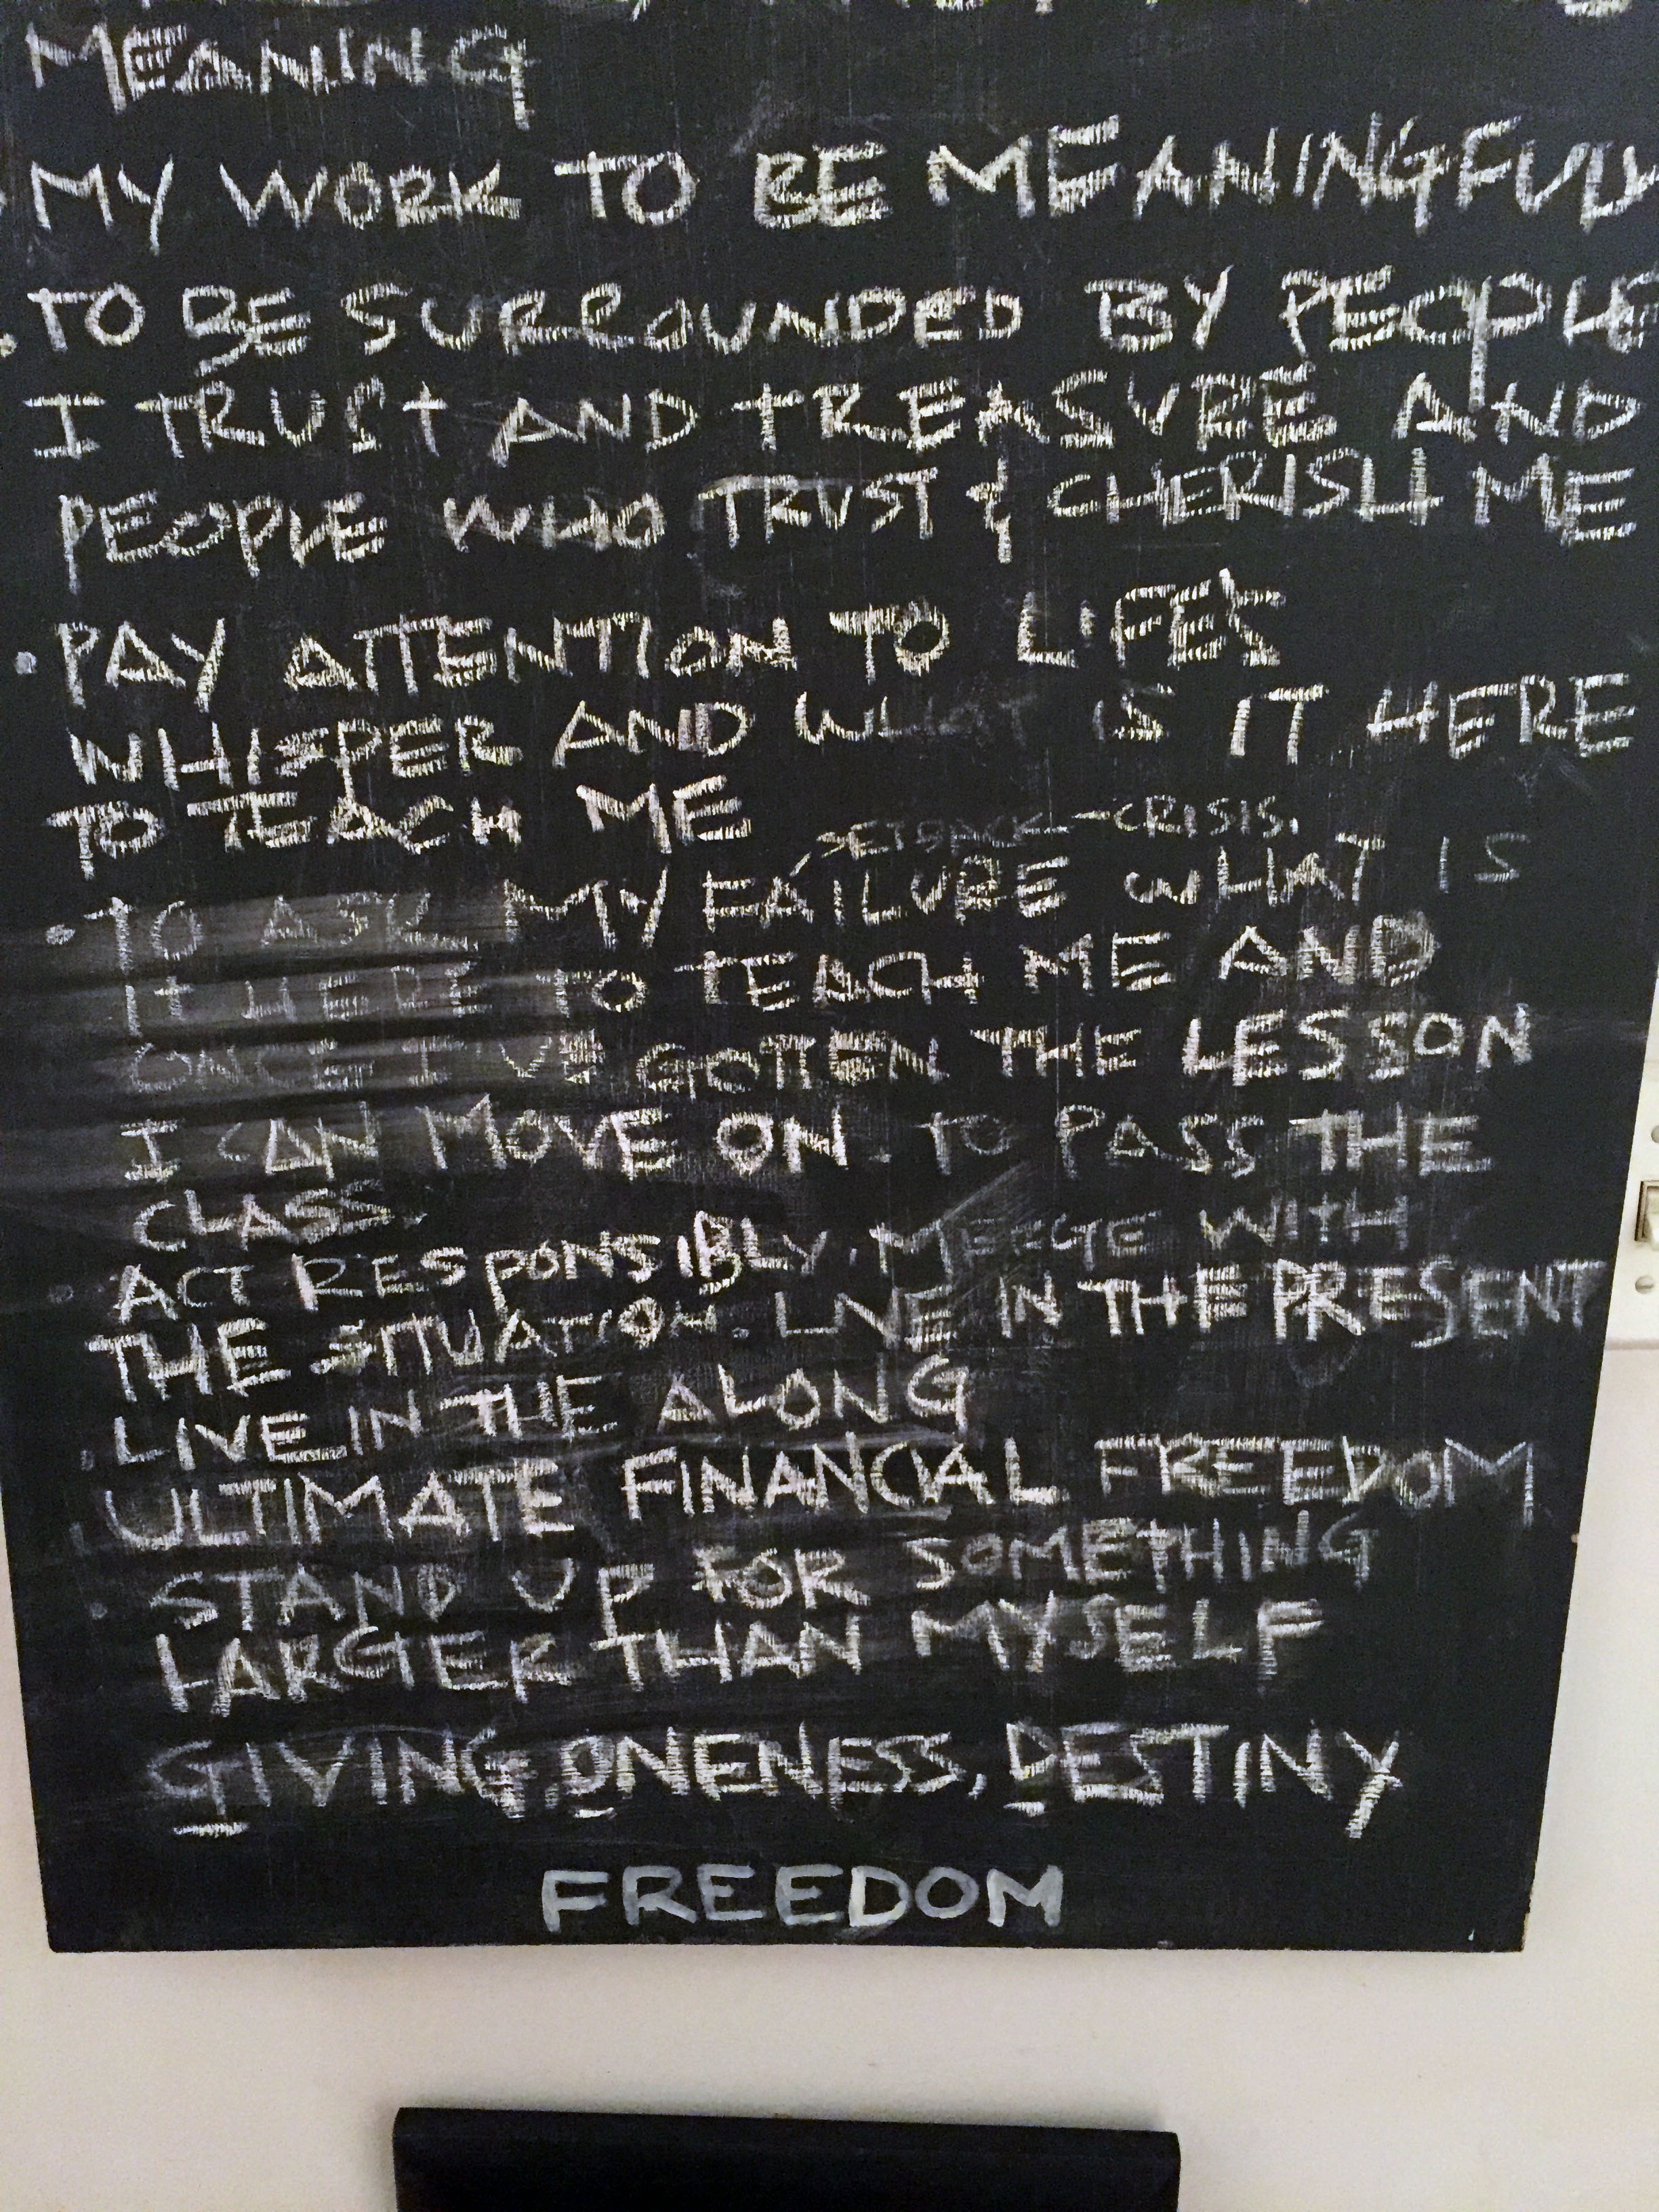 MEANING
• MY WORK TO BE MEANINGFUL
• TO BE SURROUNDED BY PEOPLE
I TRUST AND TREASURE AND
PEOPLE WHO TRUST & CHERISH ME
• PAY ATTENTION TO LIFE'S
WHISPER AND WHAT IS IT HERE
TO TEACH ME
-SETBACK -CRISIS.
• TO ASK MY FAILURE WHAT IS
IT HERE TO TEACH ME AND
ONCE I'VE GOTTEN THE LESSON
I CAN MOVE ON TO PASS THE
CLASS.
• ACT RESPONSIBLY. MERGE WITH
THE SITUATION. LIVE IN THE PRESENT
• LIVE IN THE ALONG
• ULTIMATE FINANCIAL FREEDOM
• STAND UP FOR SOMETHING
LARGER THAN MYSELF
GIVING, ONENESS, DESTINY
FREEDOM